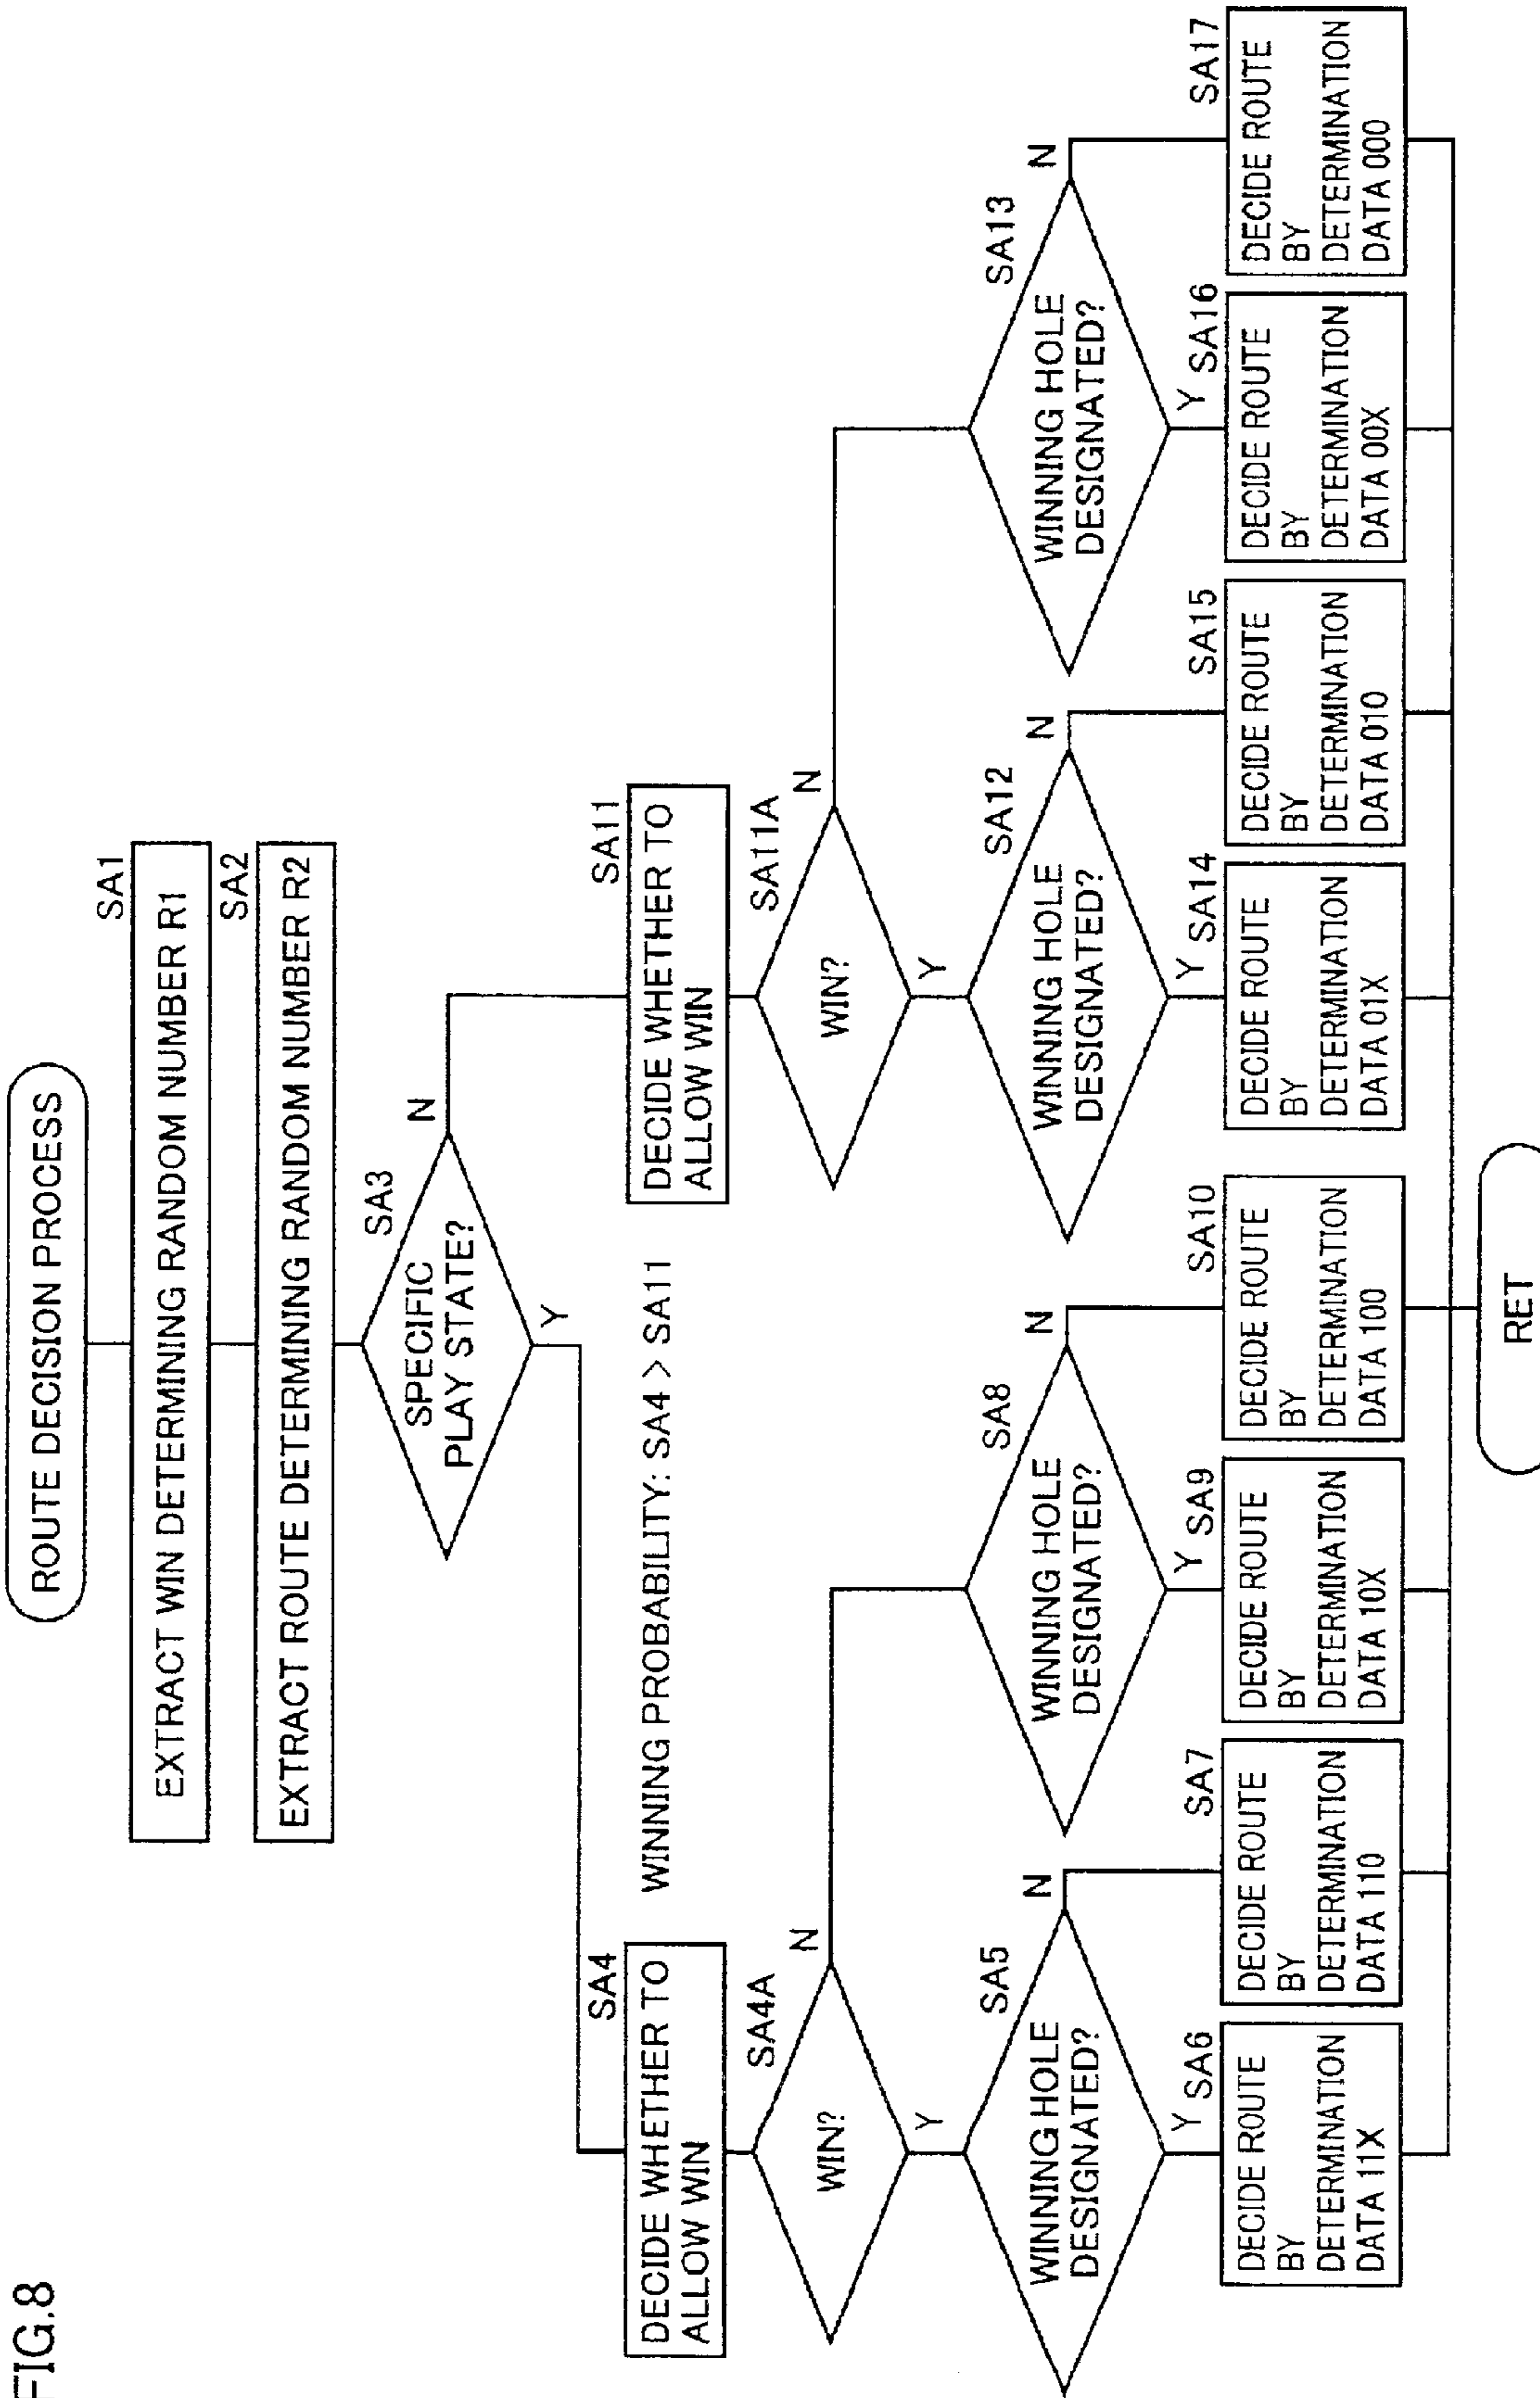 FIG.8
ROUTE DECISION PROCESS
SA1
EXTRACT WIN DETERMINING RANDOM NUMBER R1
SA2
EXTRACT ROUTE DETERMINING RANDOM NUMBER R2
SA3
SPECIFIC
PLAY STATE?
N
Y
SA4
DECIDE WHETHER TO
ALLOW WIN
WINNING PROBABILITY: SA4 > SA11
SA11
DECIDE WHETHER TO
ALLOW WIN
SA4A
WIN?
N
Y
SA11A
WIN?
N
Y
SA5
WINNING HOLE
DESIGNATED?
N
Y
SA8
WINNING HOLE
DESIGNATED?
N
Y
SA12
WINNING HOLE
DESIGNATED?
N
Y
SA13
WINNING HOLE
DESIGNATED?
N
Y
SA6
DECIDE ROUTE
BY
DETERMINATION
DATA 11X
SA7
DECIDE ROUTE
BY
DETERMINATION
DATA 110
SA9
DECIDE ROUTE
BY
DETERMINATION
DATA 10X
SA10
DECIDE ROUTE
BY
DETERMINATION
DATA 100
SA14
DECIDE ROUTE
BY
DETERMINATION
DATA 01X
SA15
DECIDE ROUTE
BY
DETERMINATION
DATA 010
SA16
DECIDE ROUTE
BY
DETERMINATION
DATA 00X
SA17
DECIDE ROUTE
BY
DETERMINATION
DATA 000
RET